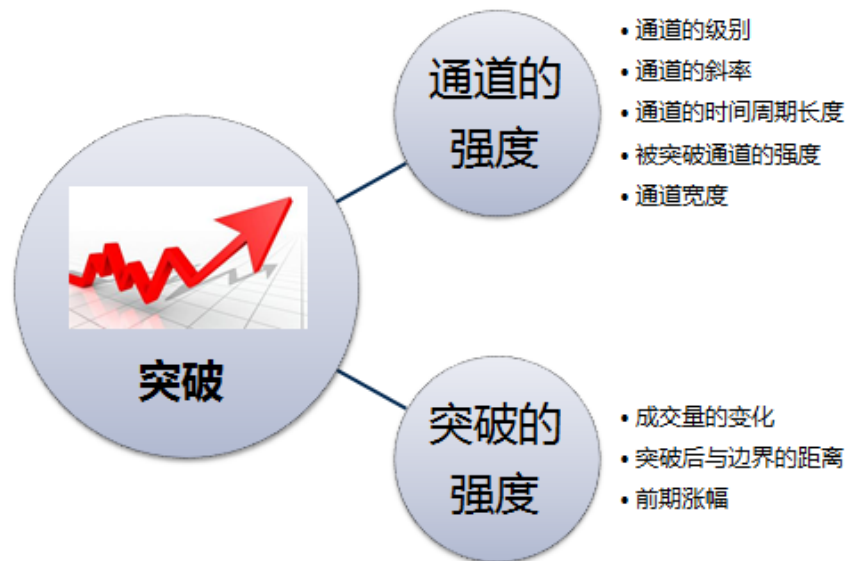 突破
通道的
强度
• 通道的级别
• 通道的斜率
• 通道的时间周期长度
• 被突破通道的强度
• 通道宽度
突破的
强度
• 成交量的变化
• 突破后与边界的距离
• 前期涨幅